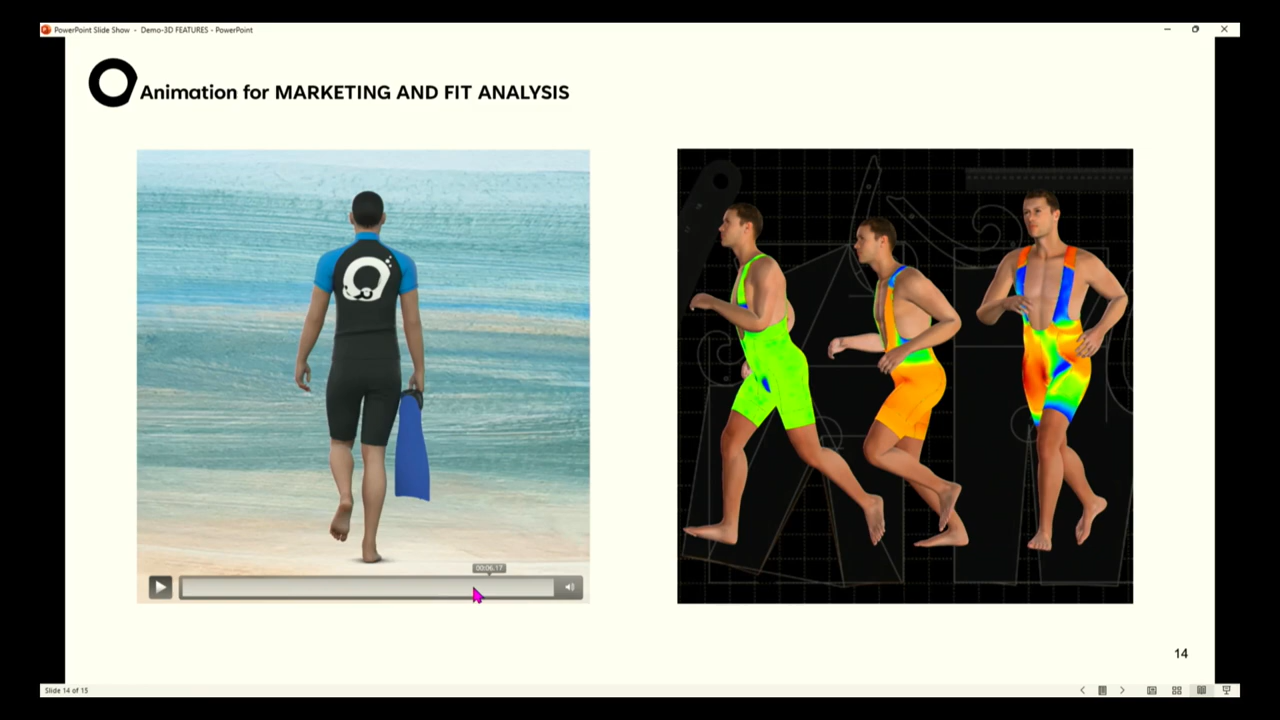 PowerPoint Slide Show - Demo-3D FEATURES - PowerPoint
Animation for MARKETING AND FIT ANALYSIS
00:06.17
14
Slide 14 of 15